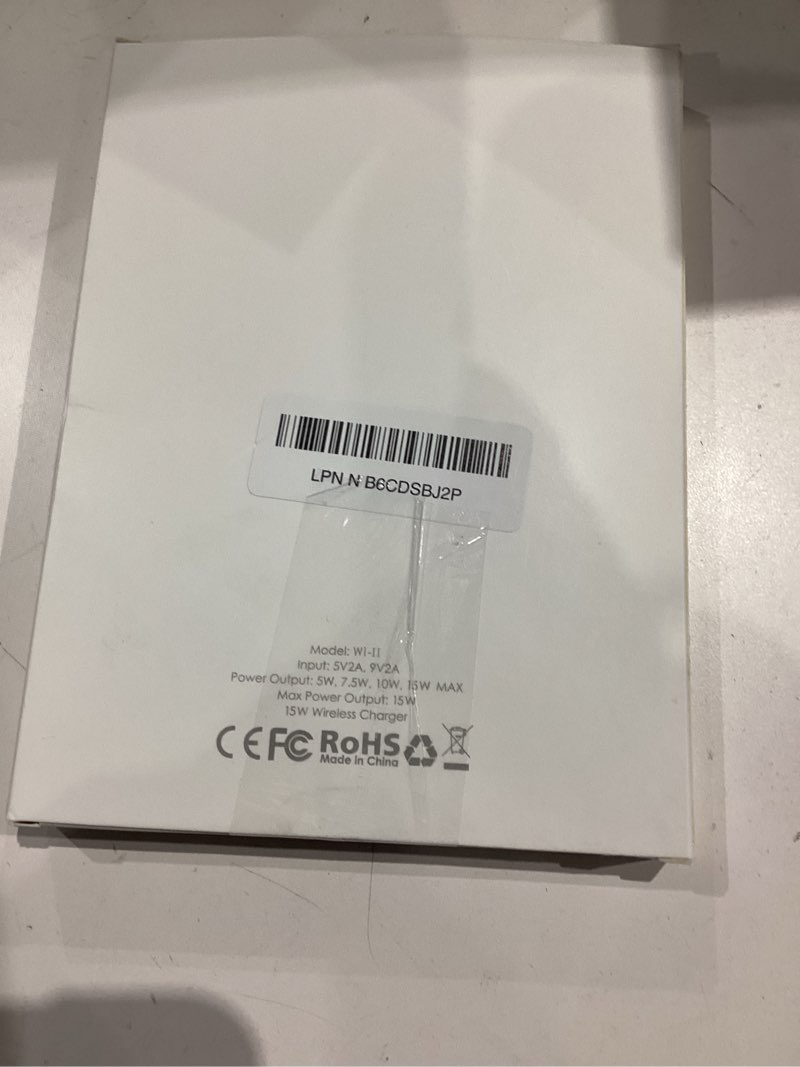 LPN N B6CDSBJ2P
Model: Wi-II
Input: 5V2A, 9V2A
Power Output: 5W, 7.5W, 10W, 15W MAX
Max Power Output: 15W
15W Wireless Charger
CE FC RoHS
Made in China